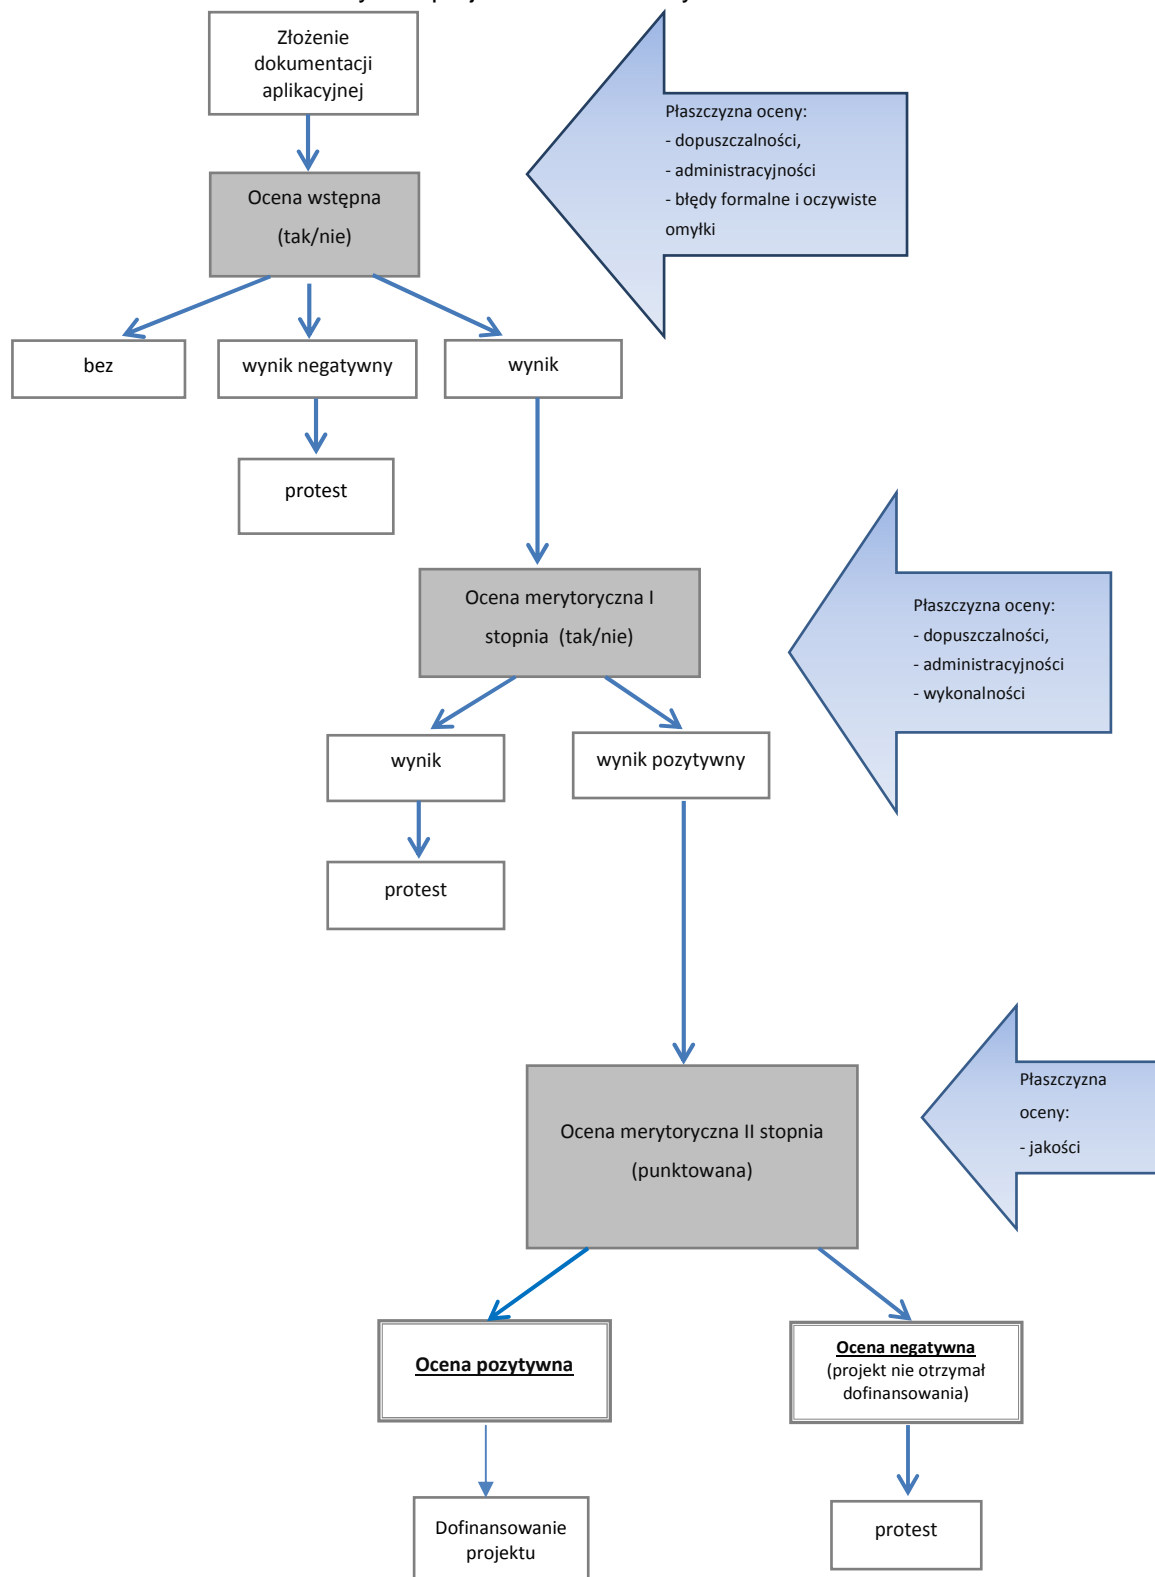 Złożenie
dokumentacji
aplikacyjnej
Płaszczyzna oceny:
- dopuszczalności,
- administracyjności
- błędy formalne i oczywiste
omyłki
Ocena wstępna
(tak/nie)
bez
wynik negatywny
wynik
protest
Ocena merytoryczna I
stopnia (tak/nie)
Płaszczyzna oceny:
- dopuszczalności,
- administracyjności
- wykonalności
wynik
wynik pozytywny
protest
Ocena merytoryczna II stopnia
(punktowana)
Płaszczyzna
oceny:
- jakości
Ocena pozytywna
Ocena negatywna
(projekt nie otrzymał
dofinansowania)
Dofinansowanie
projektu
protest